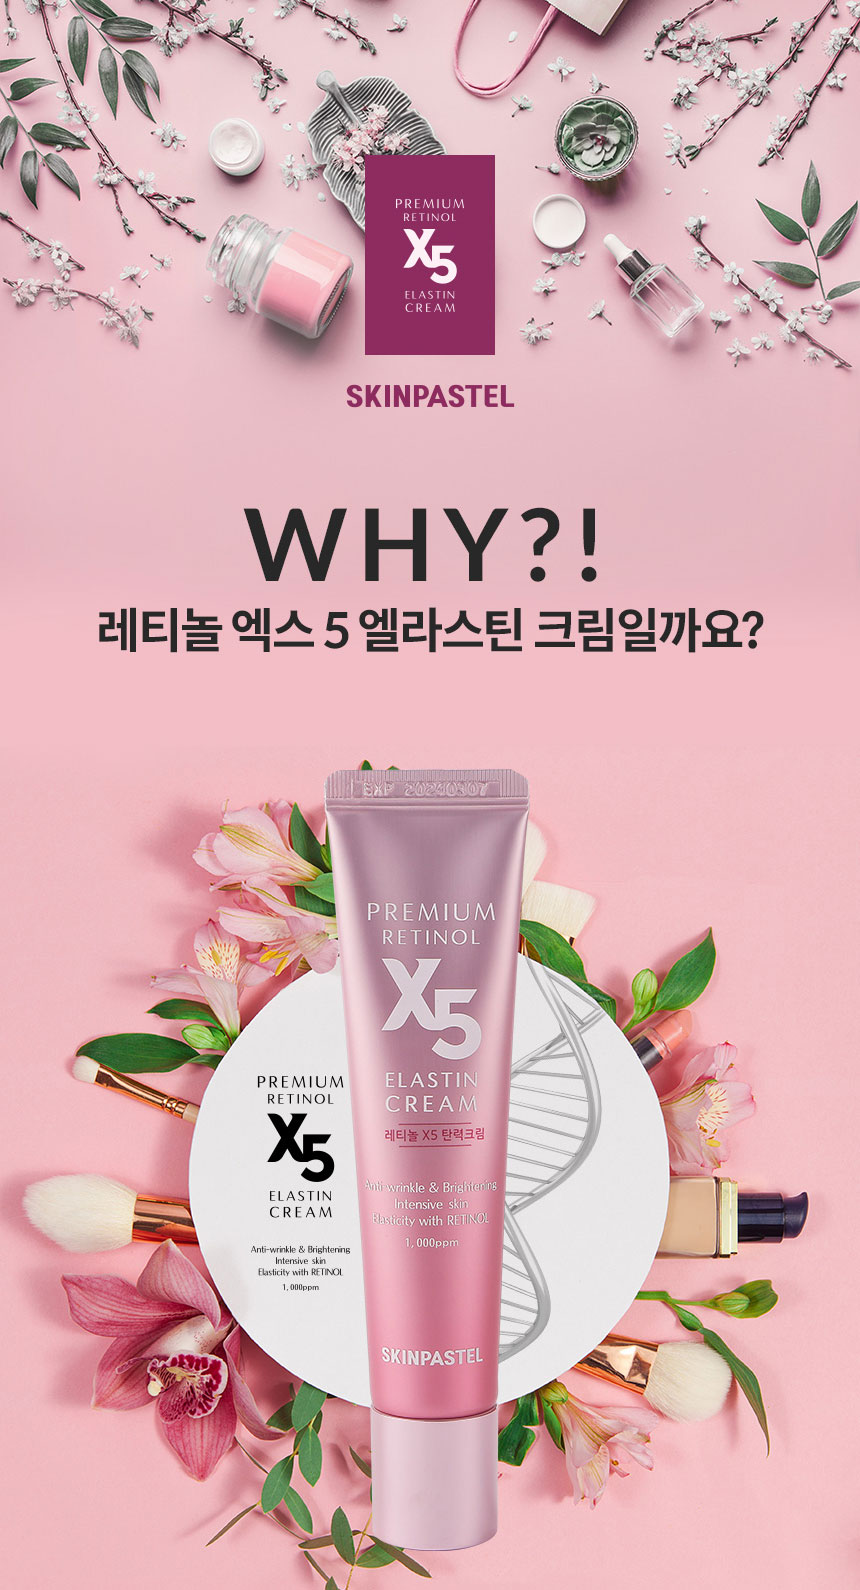 PREMIUM
RETINOL
X5
ELASTIN
CREAM
SKINPASTEL
WHY?!
레티놀 엑스 5 엘라스틴 크림일까요?
EXP 20240307
PREMIUM
RETINOL
X5
ELASTIN
CREAM
레티놀 X5 탄력크림
Anti-wrinkle & Brightening
Intensive skin
Elasticity with RETINOL
1,000ppm
SKINPASTEL
PREMIUM
RETINOL
X5
ELASTIN
CREAM
Anti-wrinkle & Brightening
Intensive skin
Elasticity with RETINOL
1,000ppm